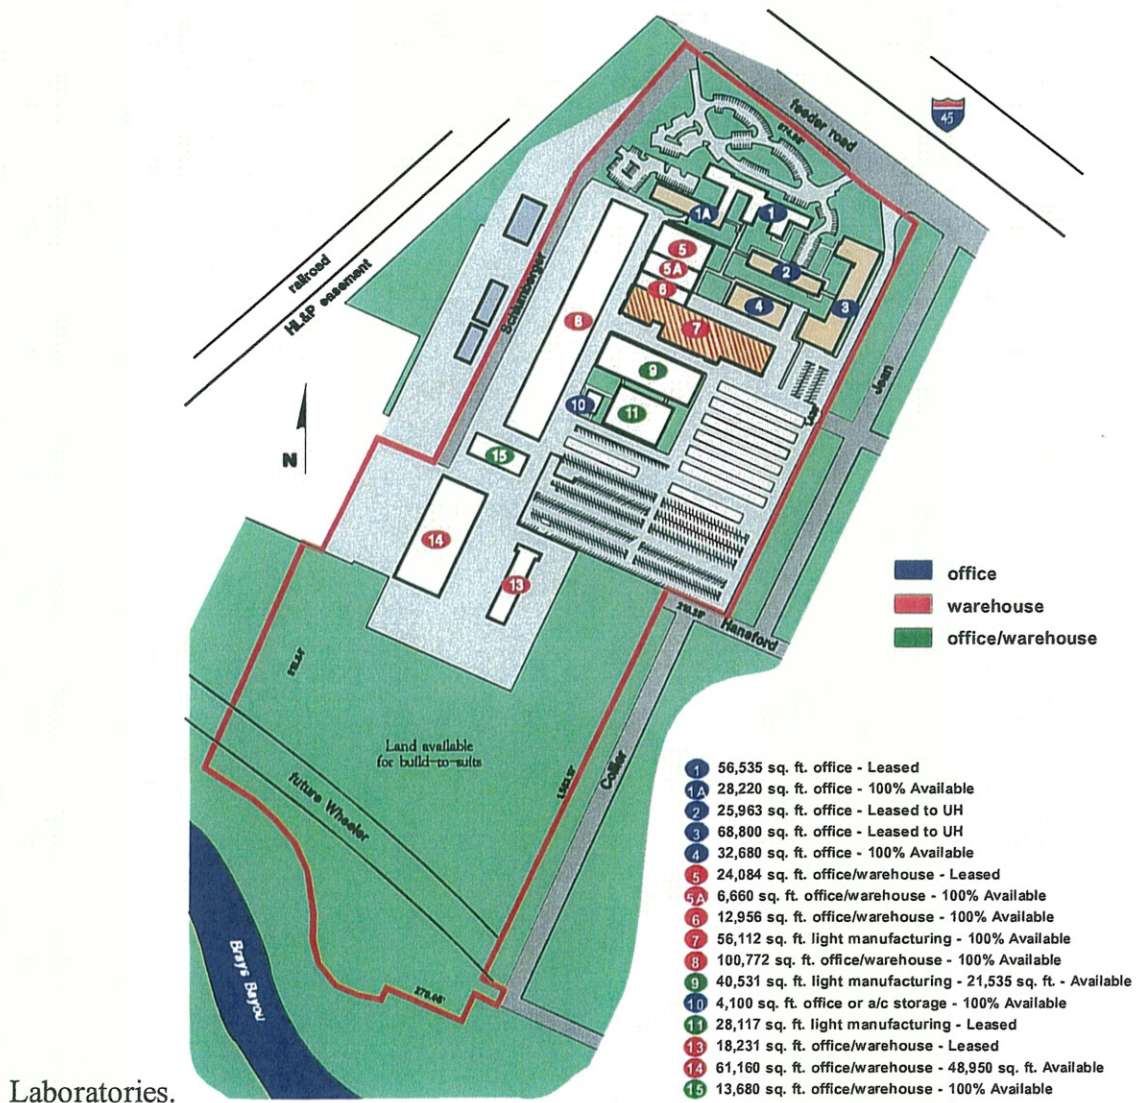 feeder road
874.98'
45
railroad
HL&P easement
Schlumberger
1A
1
5
5A
6
2
4
3
8
7
9
10
11
15
14
13
Jean
N
office
warehouse
office/warehouse
219.28'
Hansford
Land available
for build-to-suits
future Wheeler
Collier
Brays Bayou
1 56,535 sq. ft. office - Leased
1A 28,220 sq. ft. office - 100% Available
2 25,963 sq. ft. office - Leased to UH
3 68,800 sq. ft. office - Leased to UH
4 32,680 sq. ft. office - 100% Available
5 24,084 sq. ft. office/warehouse - Leased
5A 6,660 sq. ft. office/warehouse - 100% Available
6 12,956 sq. ft. office/warehouse - 100% Available
7 56,112 sq. ft. light manufacturing - 100% Available
8 100,772 sq. ft. office/warehouse - 100% Available
9 40,531 sq. ft. light manufacturing - 21,535 sq. ft. - Available
10 4,100 sq. ft. office or a/c storage - 100% Available
11 28,117 sq. ft. light manufacturing - Leased
13 18,231 sq. ft. office/warehouse - Leased
14 61,160 sq. ft. office/warehouse - 48,950 sq. ft. Available
15 13,680 sq. ft. office/warehouse - 100% Available
Laboratories.